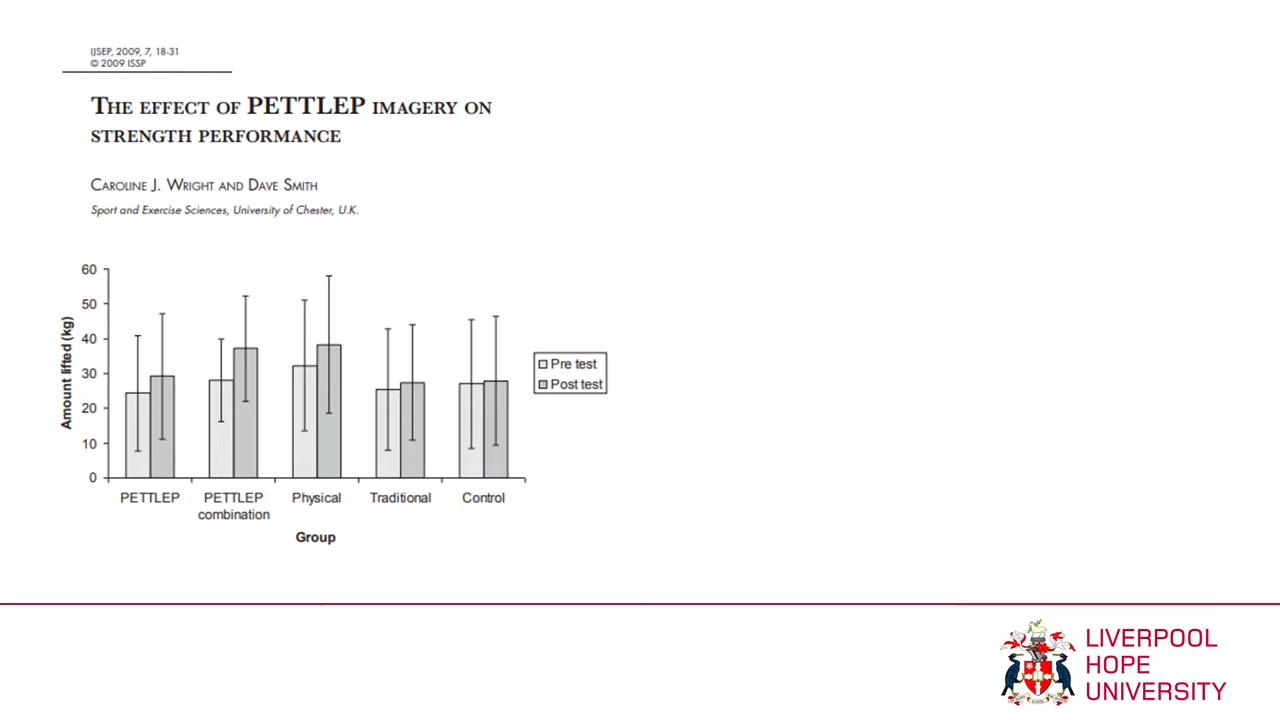 IJSEP, 2009, 7, 18-31
© 2009 ISSP
The effect of PETTLEP imagery on
strength performance
Caroline J. Wright and Dave Smith
Sport and Exercise Sciences, University of Chester, U.K.
60
50
40
30
20
10
0
Amount lifted (kg)
Pre test
Post test
PETTLEP PETTLEP Physical Traditional Control
combination
Group
LIVERPOOL
HOPE
UNIVERSITY